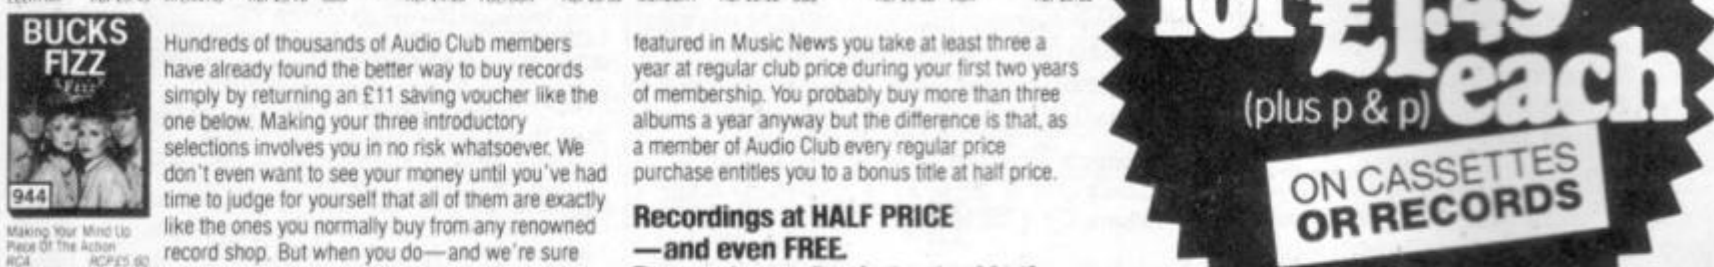 BUCKS
FIZZ
944
Making Your Mind Up
Piece Of The Action
RCA RCP£5.60
Hundreds of thousands of Audio Club members
have already found the better way to buy records
simply by returning an £11 saving voucher like the
one below. Making your three introductory
selections involves you in no risk whatsoever. We
don't even want to see your money until you've had
time to judge for yourself that all of them are exactly
like the ones you normally buy from any renowned
record shop. But when you do—and we're sure
featured in Music News you take at least three a
year at regular club price during your first two years
of membership. You probably buy more than three
albums a year anyway but the difference is that, as
a member of Audio Club every regular price
purchase entitles you to a bonus title at half price.
Recordings at HALF PRICE
—and even FREE.
for £1.49
(plus p & p) each
ON CASSETTES
OR RECORDS